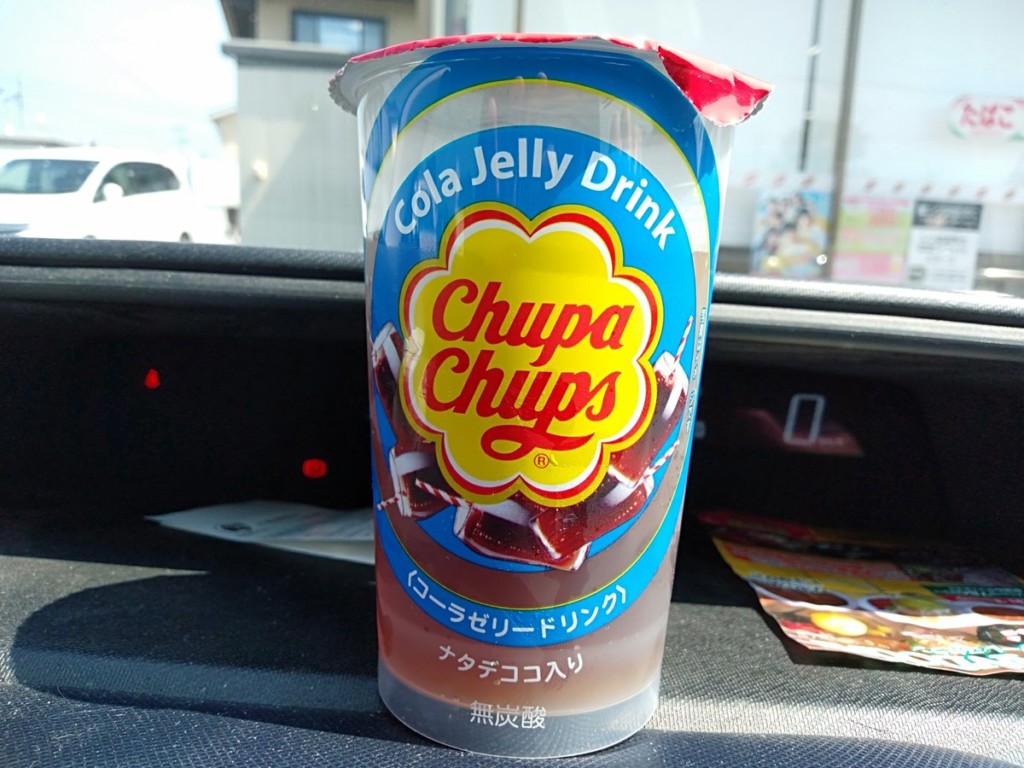 Cola Jelly Drink
Chupa
Chups
®
〈コーラゼリードリンク〉
ナタデココ入り
無炭酸
たばこ